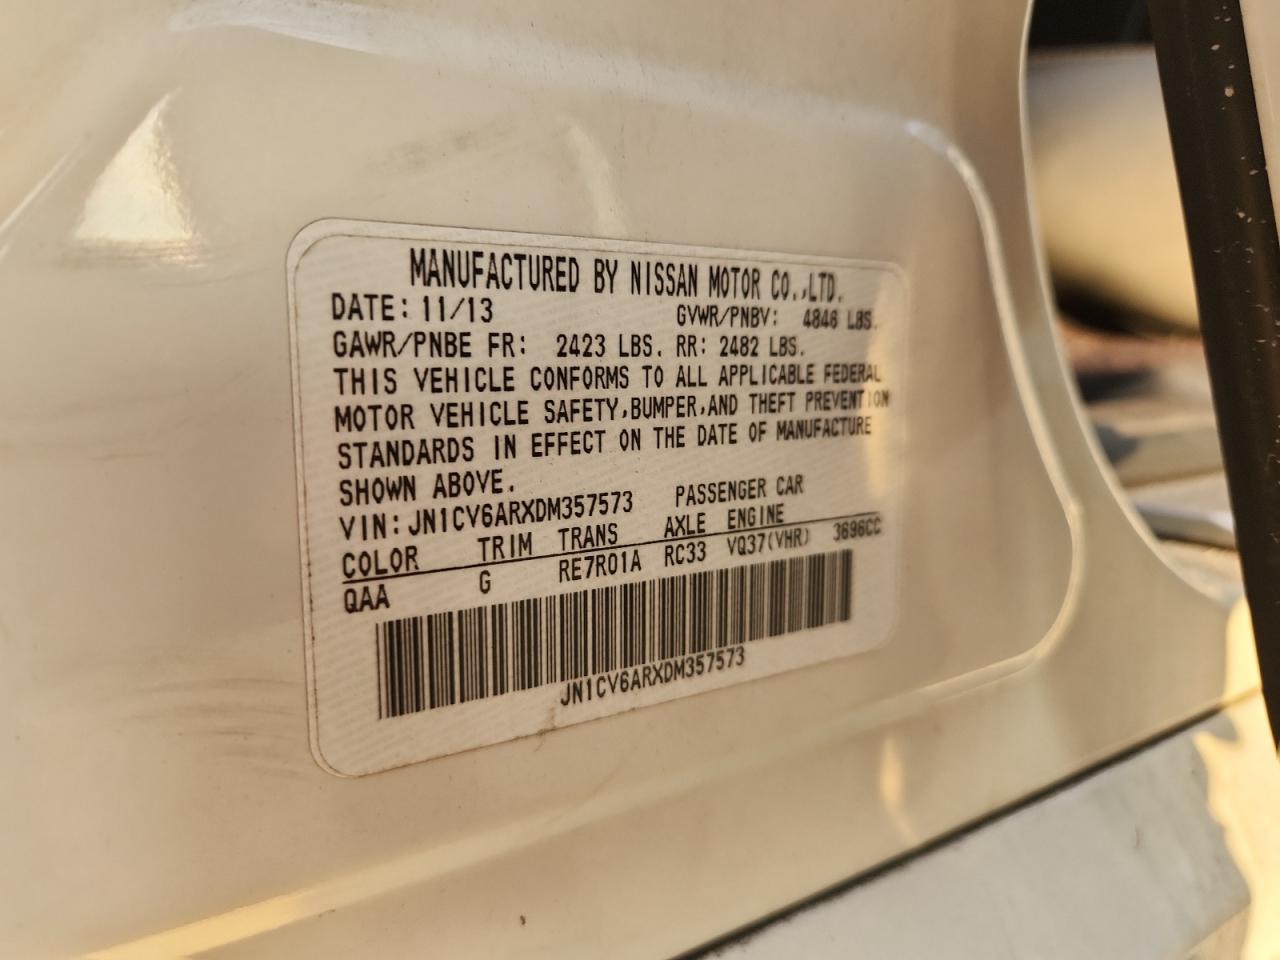 MANUFACTURED BY NISSAN MOTOR CO.,LTD.
DATE: 11/13 GVWR/PNBV: 4846 LBS.
GAWR/PNBE FR: 2423 LBS. RR: 2482 LBS.
THIS VEHICLE CONFORMS TO ALL APPLICABLE FEDERAL
MOTOR VEHICLE SAFETY,BUMPER,AND THEFT PREVENTION
STANDARDS IN EFFECT ON THE DATE OF MANUFACTURE
SHOWN ABOVE.
VIN: JN1CV6ARXDM357573 PASSENGER CAR
COLOR TRIM TRANS AXLE ENGINE
QAA G RE7R01A RC33 VQ37(VHR) 3696CC
JN1CV6ARXDM357573